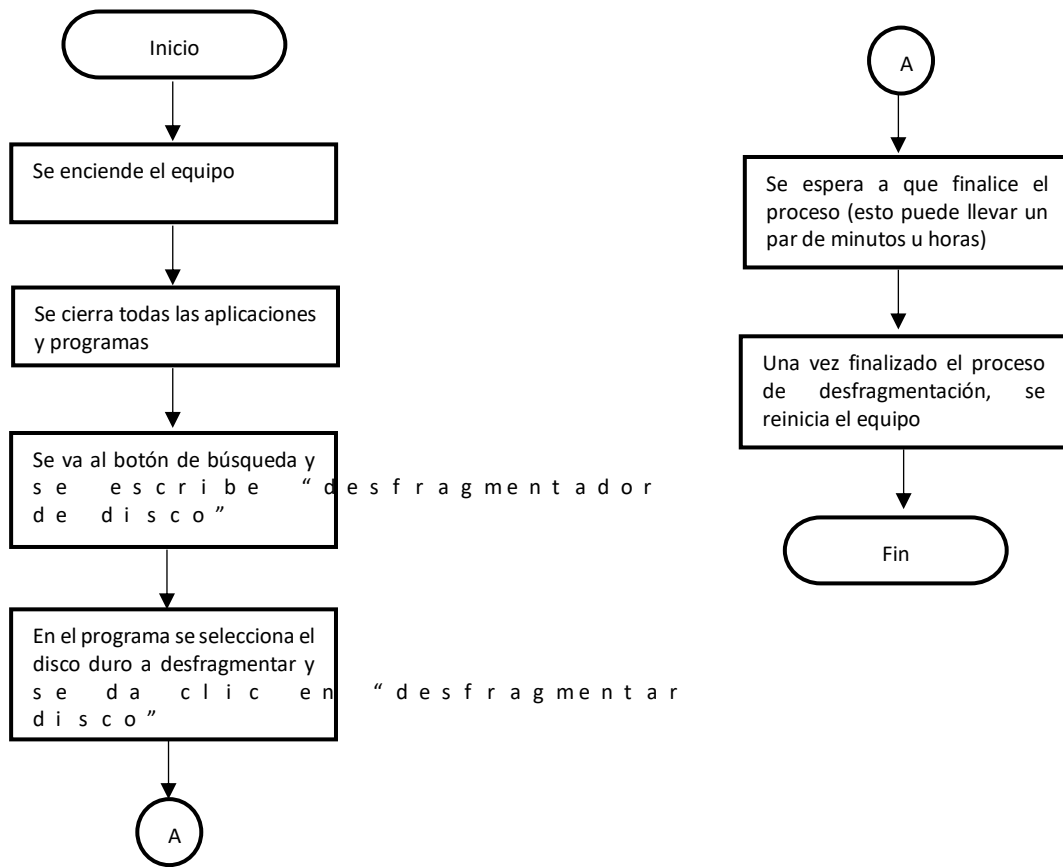 Inicio
Se enciende el equipo
Se cierra todas las aplicaciones
y programas
Se va al botón de búsqueda y
se escribe “desfragmentador
de disco”
En el programa se selecciona el
disco duro a desfragmentar y
se da clic en “desfragmentar
disco”
A
A
Se espera a que finalice el
proceso (esto puede llevar un
par de minutos u horas)
Una vez finalizado el proceso
de desfragmentación, se
reinicia el equipo
Fin